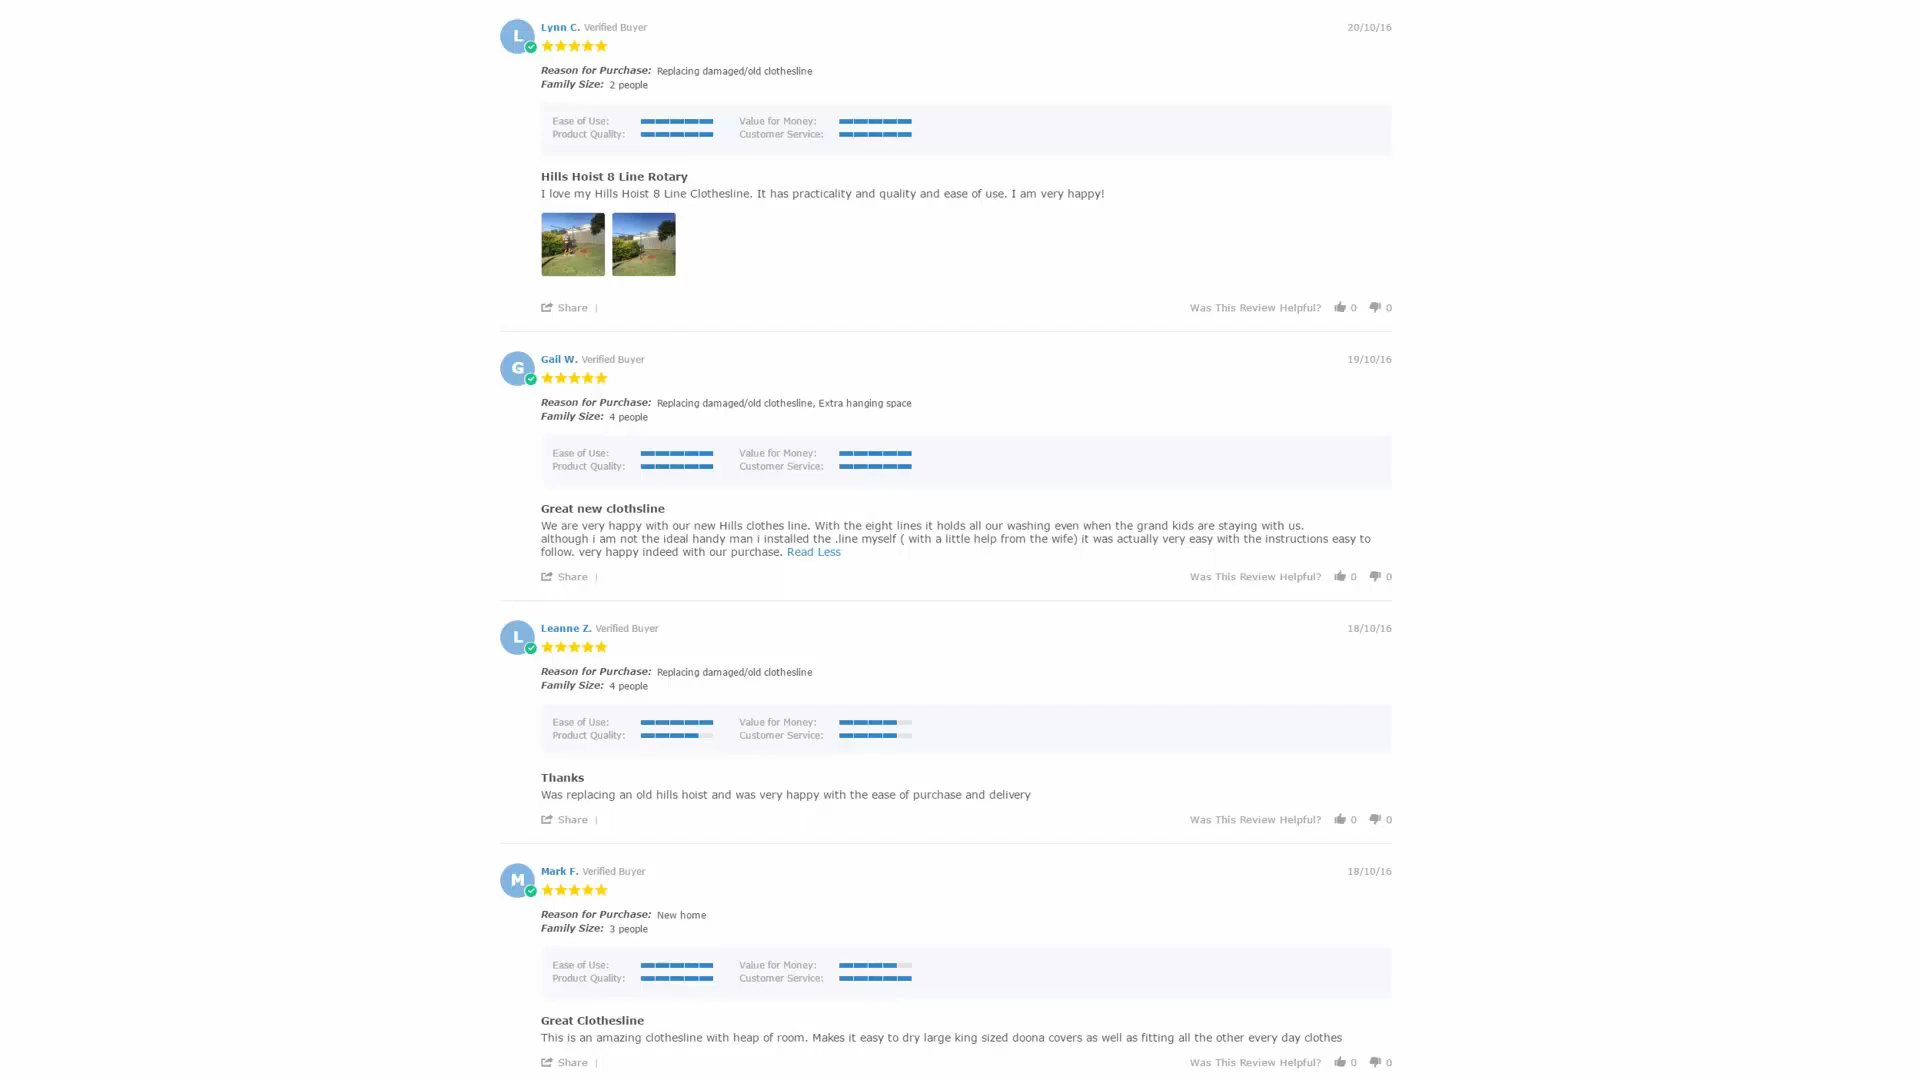 L
Lynn C. Verified Buyer 20/10/16
Reason for Purchase: Replacing damaged/old clothesline
Family Size: 2 people
Ease of Use: Value for Money:
Product Quality: Customer Service:
Hills Hoist 8 Line Rotary
I love my Hills Hoist 8 Line Clothesline. It has practicality and quality and ease of use. I am very happy!
Share | Was This Review Helpful? 0 0
G
Gail W. Verified Buyer 19/10/16
Reason for Purchase: Replacing damaged/old clothesline, Extra hanging space
Family Size: 4 people
Ease of Use: Value for Money:
Product Quality: Customer Service:
Great new clothsline
We are very happy with our new Hills clothes line. With the eight lines it holds all our washing even when the grand kids are staying with us.
although i am not the ideal handy man i installed the .line myself ( with a little help from the wife) it was actually very easy with the instructions easy to
follow. very happy indeed with our purchase. Read Less
Share | Was This Review Helpful? 0 0
L
Leanne Z. Verified Buyer 18/10/16
Reason for Purchase: Replacing damaged/old clothesline
Family Size: 4 people
Ease of Use: Value for Money:
Product Quality: Customer Service:
Thanks
Was replacing an old hills hoist and was very happy with the ease of purchase and delivery
Share | Was This Review Helpful? 0 0
M
Mark F. Verified Buyer 18/10/16
Reason for Purchase: New home
Family Size: 3 people
Ease of Use: Value for Money:
Product Quality: Customer Service:
Great Clothesline
This is an amazing clothesline with heap of room. Makes it easy to dry large king sized doona covers as well as fitting all the other every day clothes
Share | Was This Review Helpful? 0 0